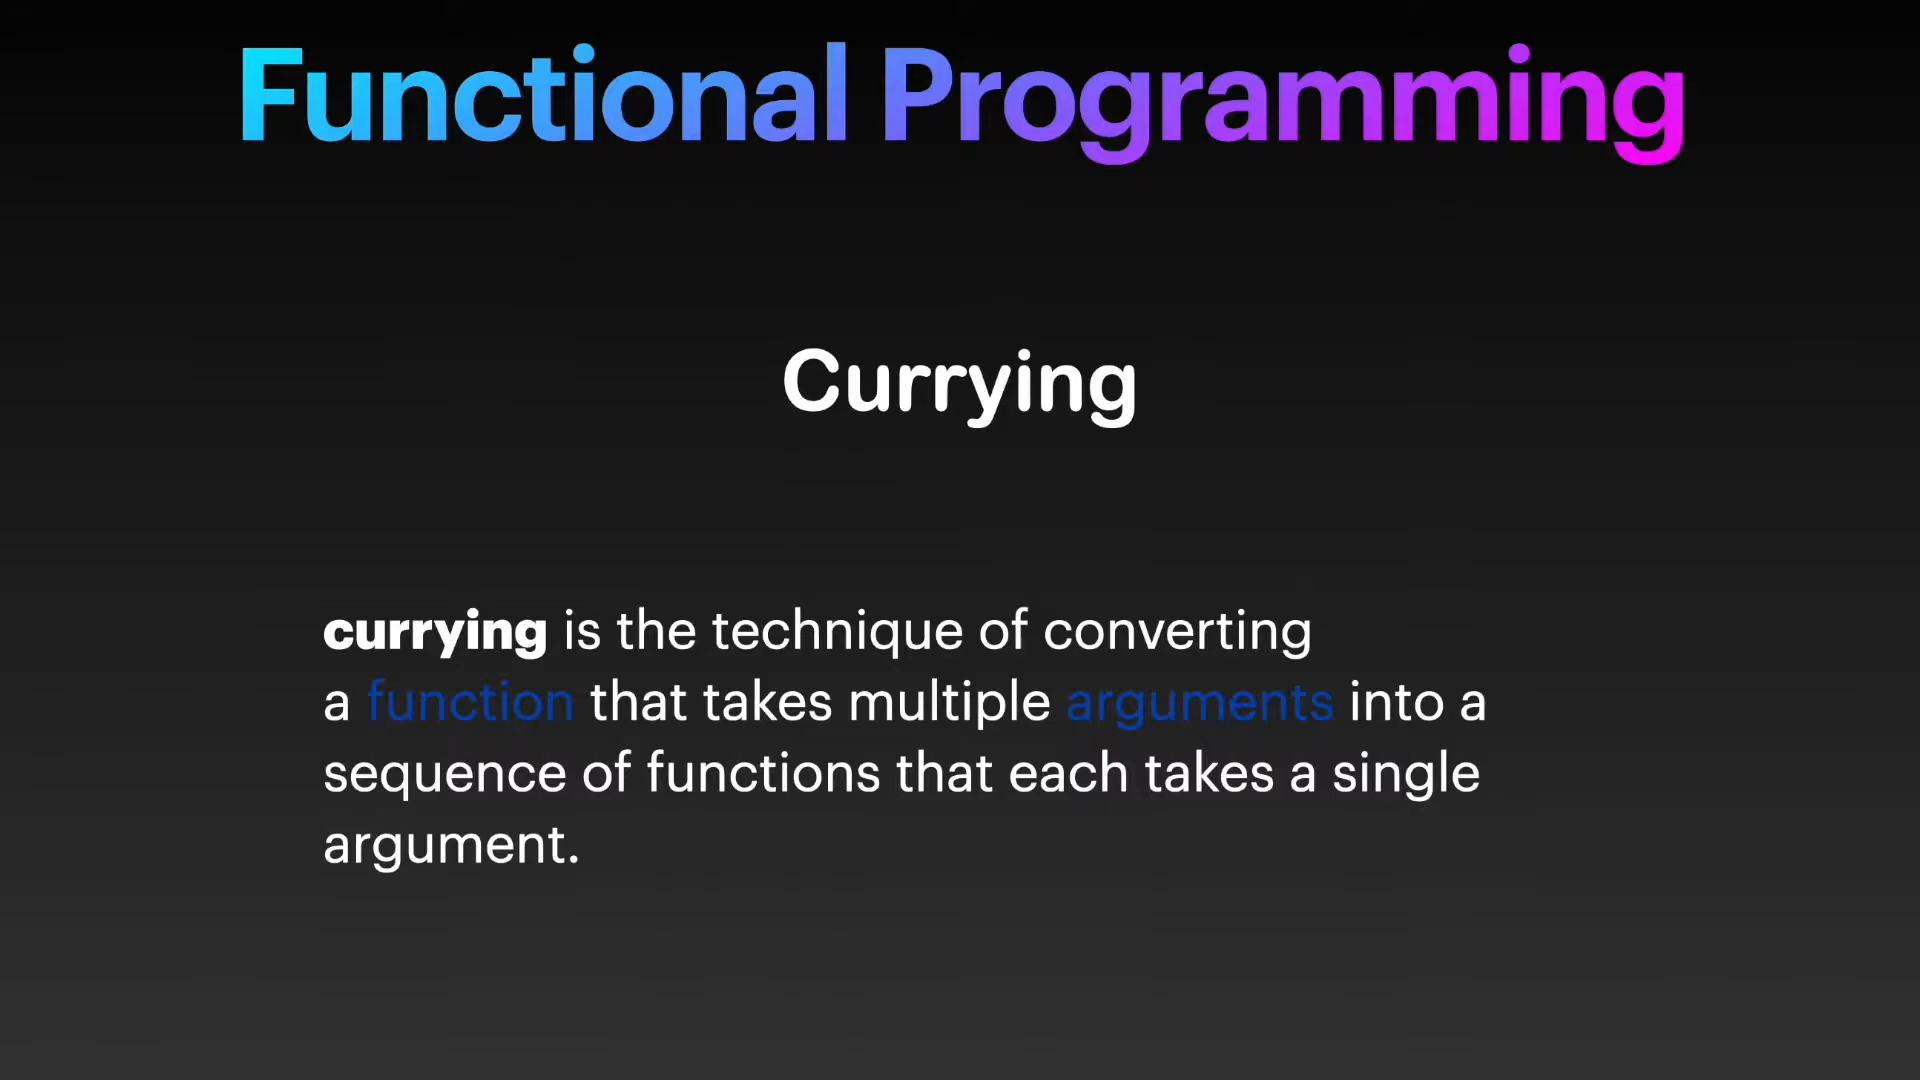 Functional Programming
Currying
currying is the technique of converting
a function that takes multiple arguments into a
sequence of functions that each takes a single
argument.